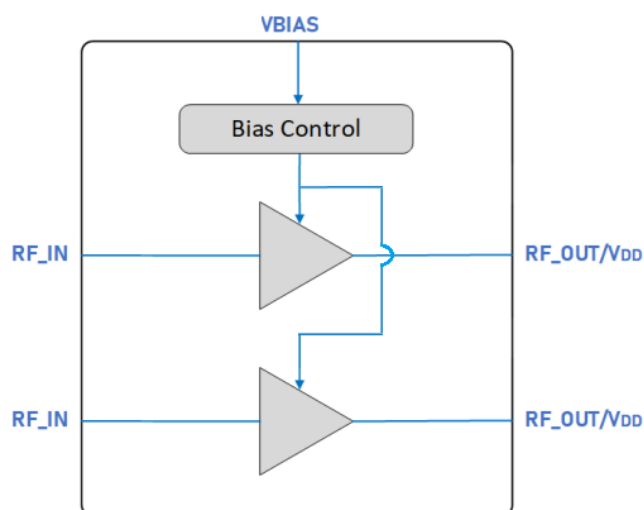 VBIAS
Bias Control
RF_IN
RF_OUT/VDD
RF_IN
RF_OUT/VDD